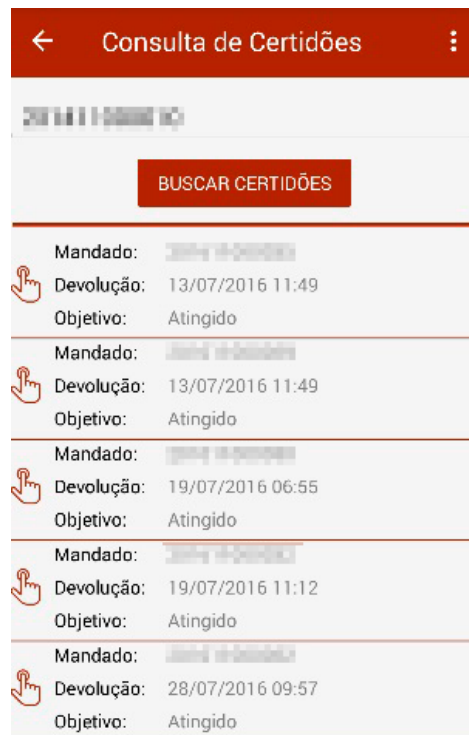 Consulta de Certidões
BUSCAR CERTIDÕES
Mandado:
Devolução: 13/07/2016 11:49
Objetivo: Atingido
Mandado:
Devolução: 13/07/2016 11:49
Objetivo: Atingido
Mandado:
Devolução: 19/07/2016 06:55
Objetivo: Atingido
Mandado:
Devolução: 19/07/2016 11:12
Objetivo: Atingido
Mandado:
Devolução: 28/07/2016 09:57
Objetivo: Atingido